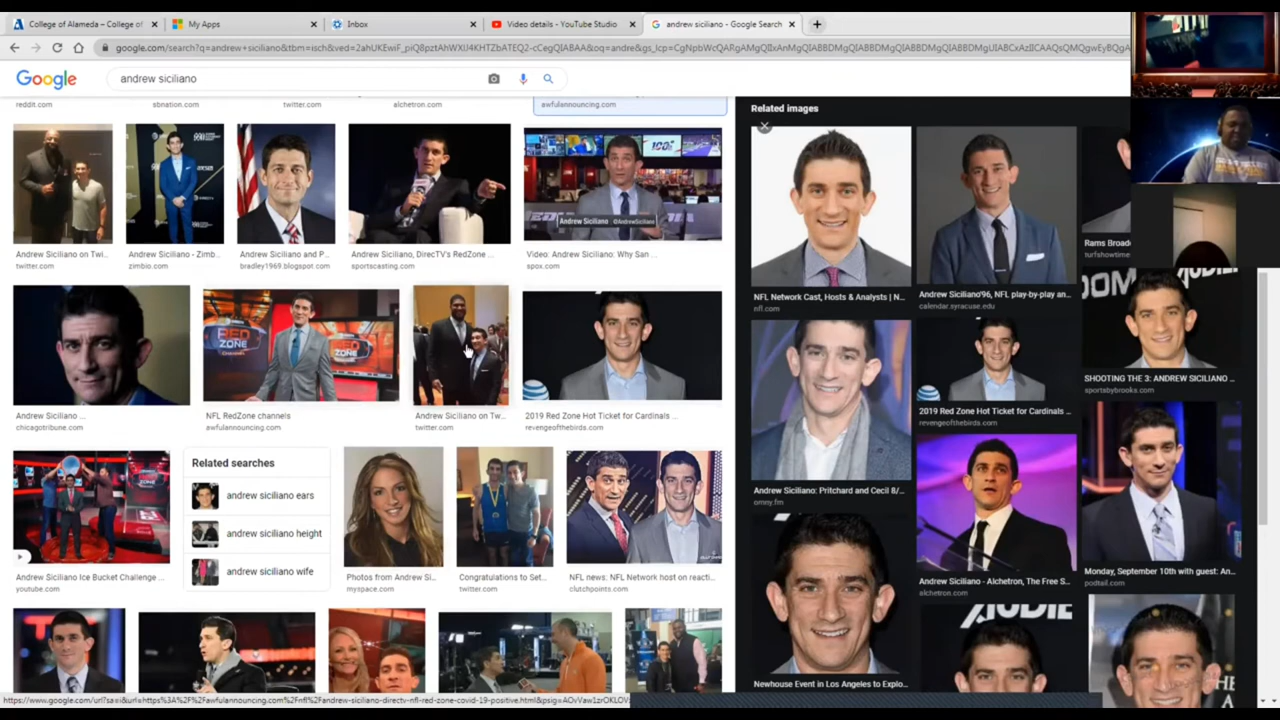 College of Alameda – College of
My Apps
Inbox
Video details - YouTube Studio
andrew siciliano - Google Search
Google
andrew siciliano
reddit.com
sbnation.com
twitter.com
alchetron.com
awfulannouncing.com
Andrew Siciliano on Twi...
twitter.com
Andrew Siciliano - Zimb...
zimbio.com
Andrew Siciliano and P...
bradley1969.blogspot.com
Andrew Siciliano, DirecTV's RedZone ...
sportscasting.com
Andrew Siciliano @AndrewSiciliano
Video: Andrew Siciliano: Why San ...
spox.com
Andrew Siciliano ...
chicagotribune.com
RED
ZONE
NFL RedZone channels
awfulannouncing.com
Andrew Siciliano on Tw...
twitter.com
2019 Red Zone Hot Ticket for Cardinals ...
revengeofthebirds.com
Andrew Siciliano Ice Bucket Challenge ...
youtube.com
Related searches
andrew siciliano ears
andrew siciliano height
andrew siciliano wife
Photos from Andrew Si...
myspace.com
Congratulations to Set...
twitter.com
NFL news: NFL Network host on reacti...
clutchpoints.com
Related images
NFL Network Cast, Hosts & Analysts | N...
nfl.com
Andrew Siciliano'96, NFL play-by-play an...
calendar.syracuse.edu
Rams Broadc
turfshowtimes
Andrew Siciliano: Pritchard and Cecil 8/...
omny.fm
2019 Red Zone Hot Ticket for Cardinals ...
revengeofthebirds.com
SHOOTING THE 3: ANDREW SICILIANO ...
sportsbybrooks.com
Andrew Siciliano - Alchetron, The Free S...
alchetron.com
Monday, September 10th with guest: An...
podtail.com
Newhouse Event in Los Angeles to Explo...